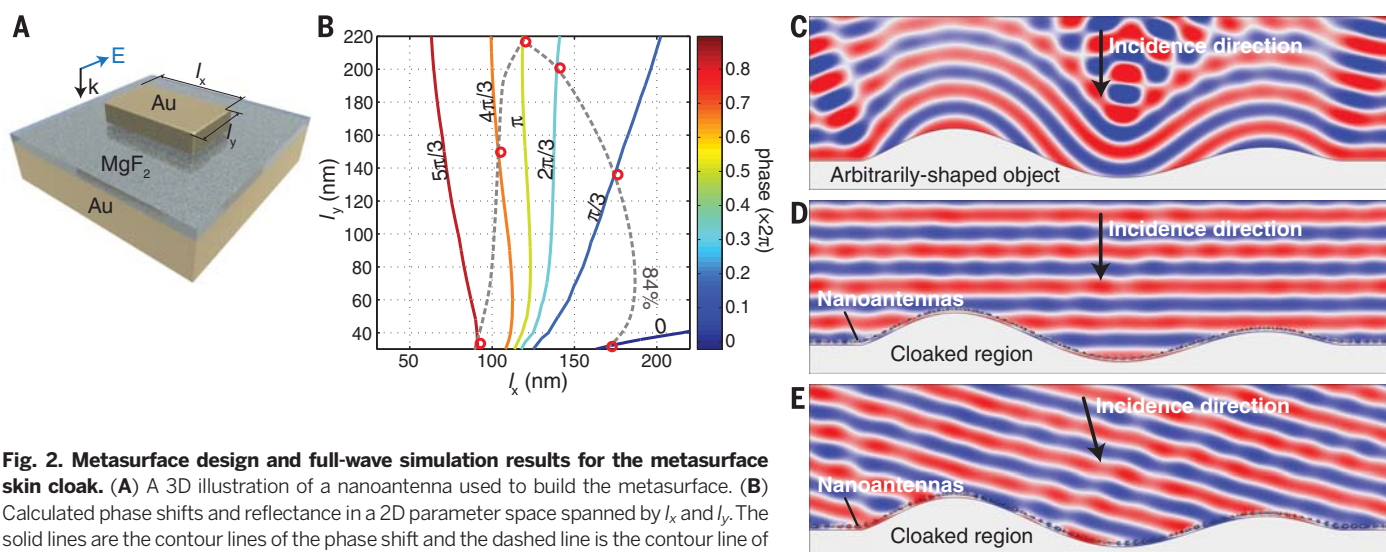 A
E
k
lx
Au
ly
MgF2
Au
B
220
200
180
160
140
120
100
80
60
40
ly (nm)
50
100
150
200
lx (nm)
5π/3
4π/3
π
2π/3
π/3
84%
0
0.8
0.7
0.6
0.5
0.4
0.3
0.2
0.1
0
phase (×2π)
C
Incidence direction
Arbitrarily-shaped object
D
Incidence direction
Nanoantennas
Cloaked region
E
Incidence direction
Nanoantennas
Cloaked region
Fig. 2. Metasurface design and full-wave simulation results for the metasurface
skin cloak. (A) A 3D illustration of a nanoantenna used to build the metasurface. (B)
Calculated phase shifts and reflectance in a 2D parameter space spanned by lx and ly. The
solid lines are the contour lines of the phase shift and the dashed line is the contour line of